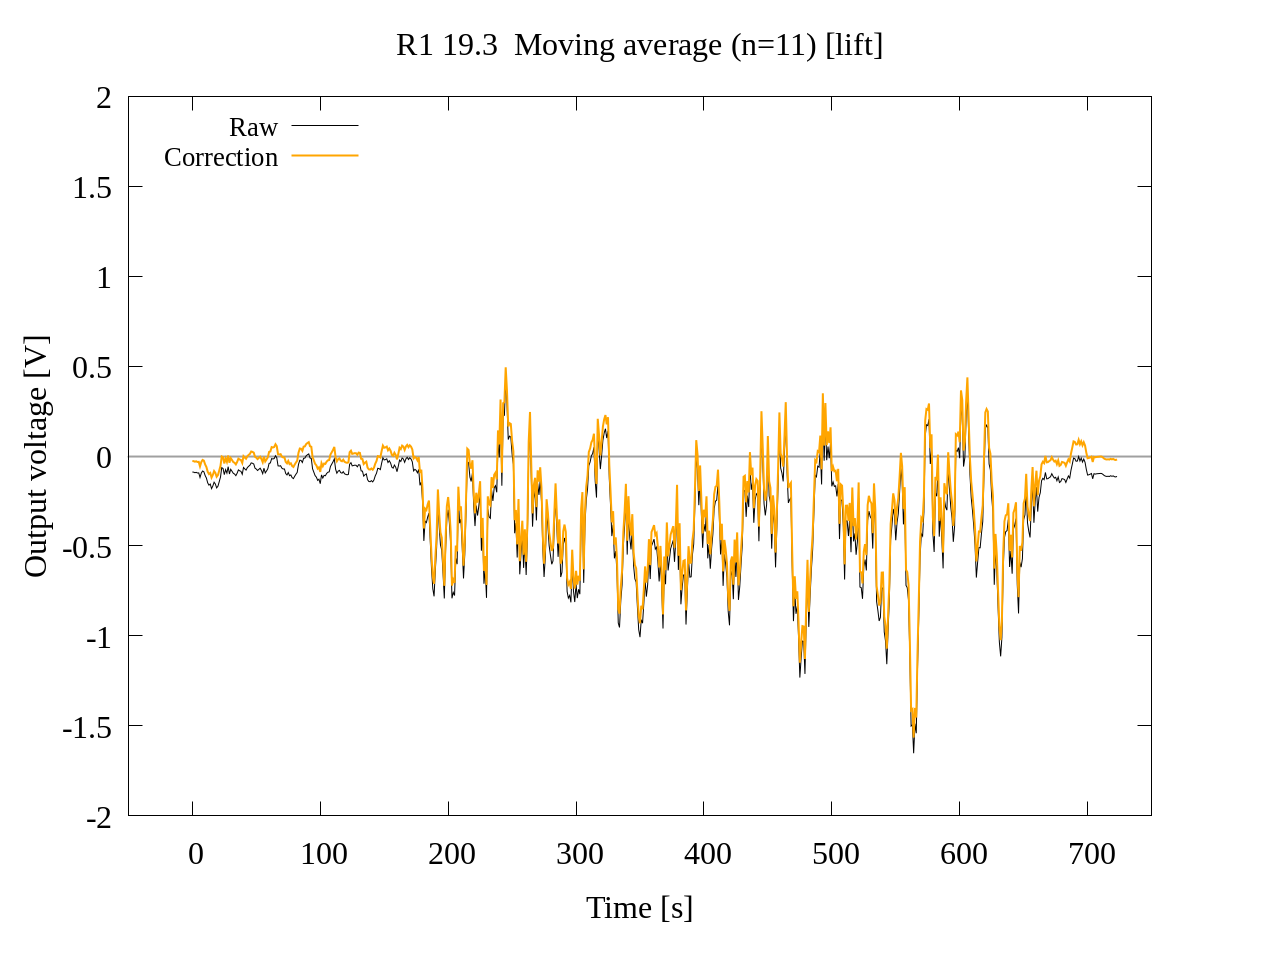 R1 19.3  Moving average (n=11) [lift]
Raw
Correction
2
1.5
1
0.5
0
-0.5
-1
-1.5
-2
Output voltage [V]
0 100 200 300 400 500 600 700
Time [s]